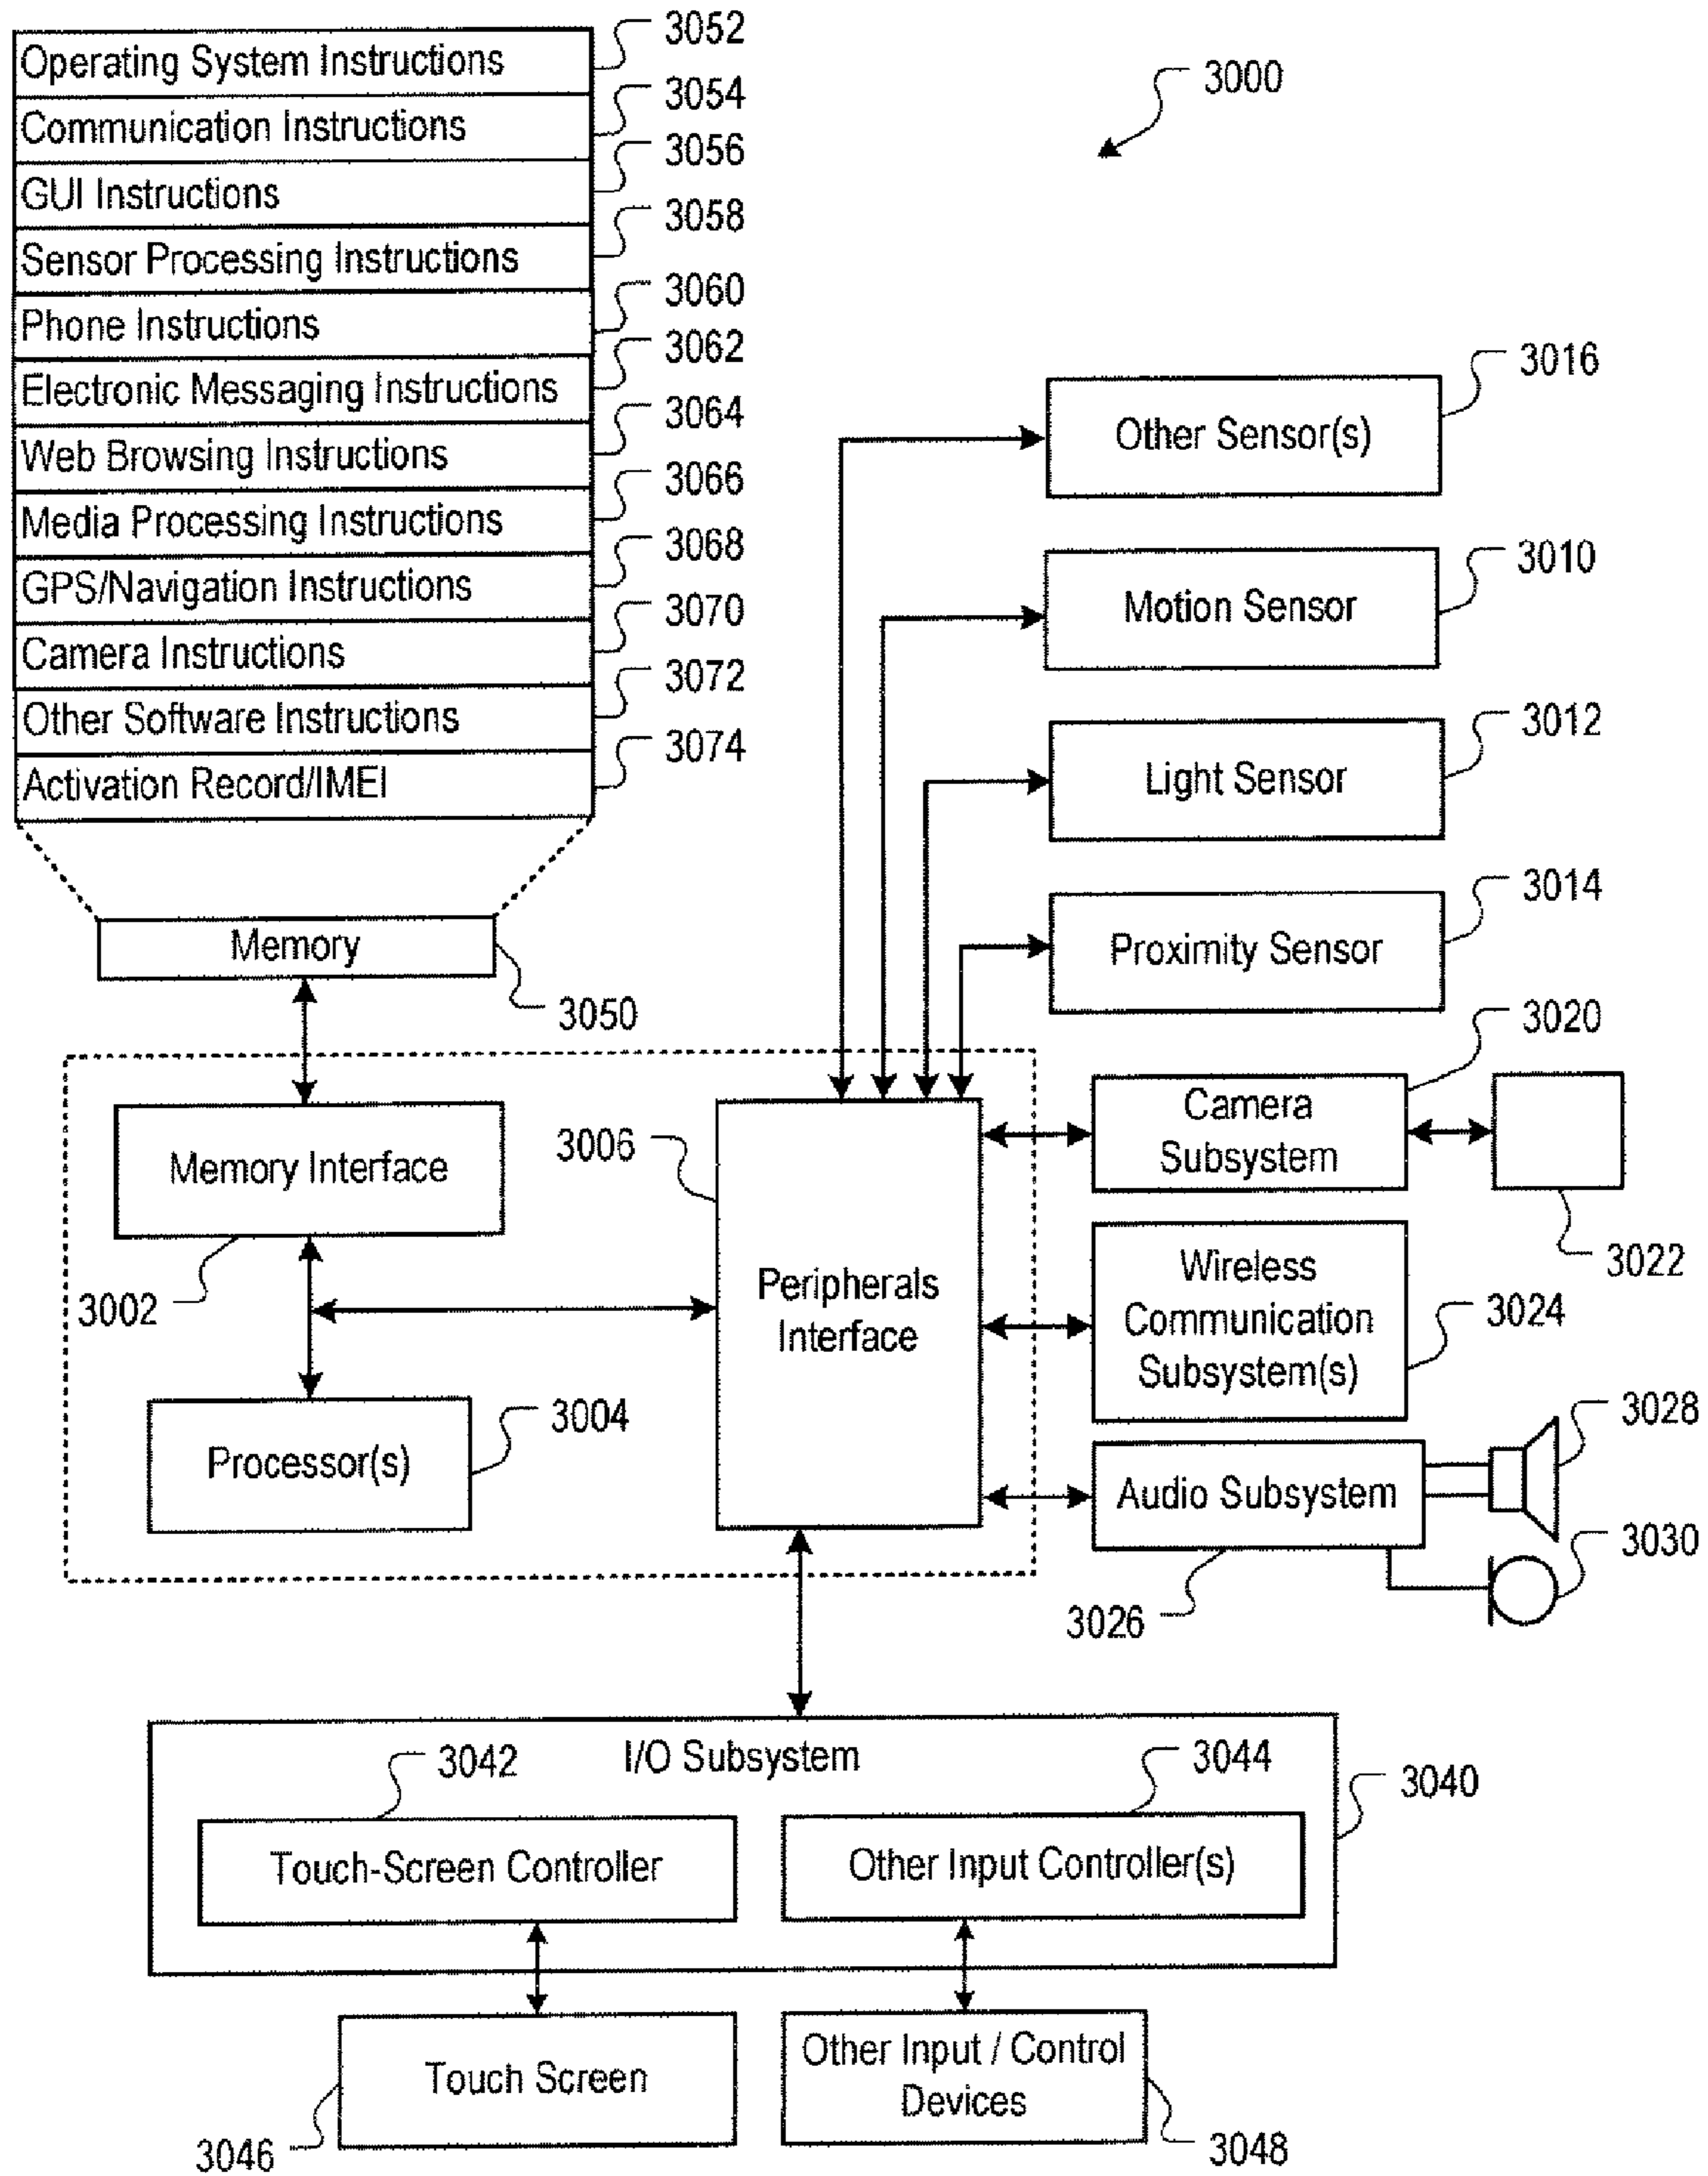 3052
Operating System Instructions
3054
Communication Instructions
3056
GUI Instructions
3058
Sensor Processing Instructions
3060
Phone Instructions
3062
Electronic Messaging Instructions
3064
Web Browsing Instructions
3066
Media Processing Instructions
3068
GPS/Navigation Instructions
3070
Camera Instructions
3072
Other Software Instructions
3074
Activation Record/IMEI
3000
3016
Other Sensor(s)
3010
Motion Sensor
3012
Light Sensor
3014
Proximity Sensor
Memory
3050
3020
Camera
Subsystem
3022
Memory Interface
3002
3006
Peripherals
Interface
Wireless
Communication
Subsystem(s)
3024
Processor(s)
3004
Audio Subsystem
3028
3030
3026
I/O Subsystem
3042
3044
3040
Touch-Screen Controller
Other Input Controller(s)
Touch Screen
3046
Other Input / Control
Devices
3048